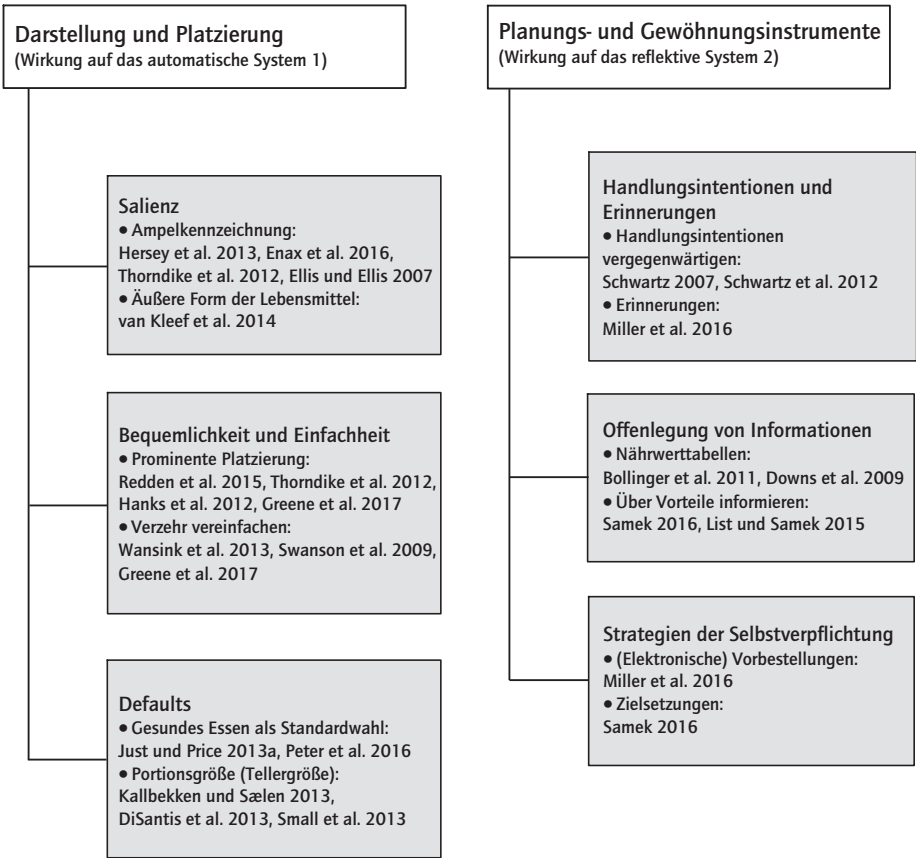 Darstellung und Platzierung
(Wirkung auf das automatische System 1)
Salienz
● Ampelkennzeichnung:
Hersey et al. 2013, Enax et al. 2016,
Thorndike et al. 2012, Ellis und Ellis 2007
● Äußere Form der Lebensmittel:
van Kleef et al. 2014
Bequemlichkeit und Einfachheit
● Prominente Platzierung:
Redden et al. 2015, Thorndike et al. 2012,
Hanks et al. 2012, Greene et al. 2017
● Verzehr vereinfachen:
Wansink et al. 2013, Swanson et al. 2009,
Greene et al. 2017
Defaults
● Gesundes Essen als Standardwahl:
Just und Price 2013a, Peter et al. 2016
● Portionsgröße (Tellergröße):
Kallbekken und Sælen 2013,
DiSantis et al. 2013, Small et al. 2013
Planungs- und Gewöhnungsinstrumente
(Wirkung auf das reflektive System 2)
Handlungsintentionen und
Erinnerungen
● Handlungsintentionen
vergegenwärtigen:
Schwartz 2007, Schwartz et al. 2012
● Erinnerungen:
Miller et al. 2016
Offenlegung von Informationen
● Nährwerttabellen:
Bollinger et al. 2011, Downs et al. 2009
● Über Vorteile informieren:
Samek 2016, List und Samek 2015
Strategien der Selbstverpflichtung
● (Elektronische) Vorbestellungen:
Miller et al. 2016
● Zielsetzungen:
Samek 2016